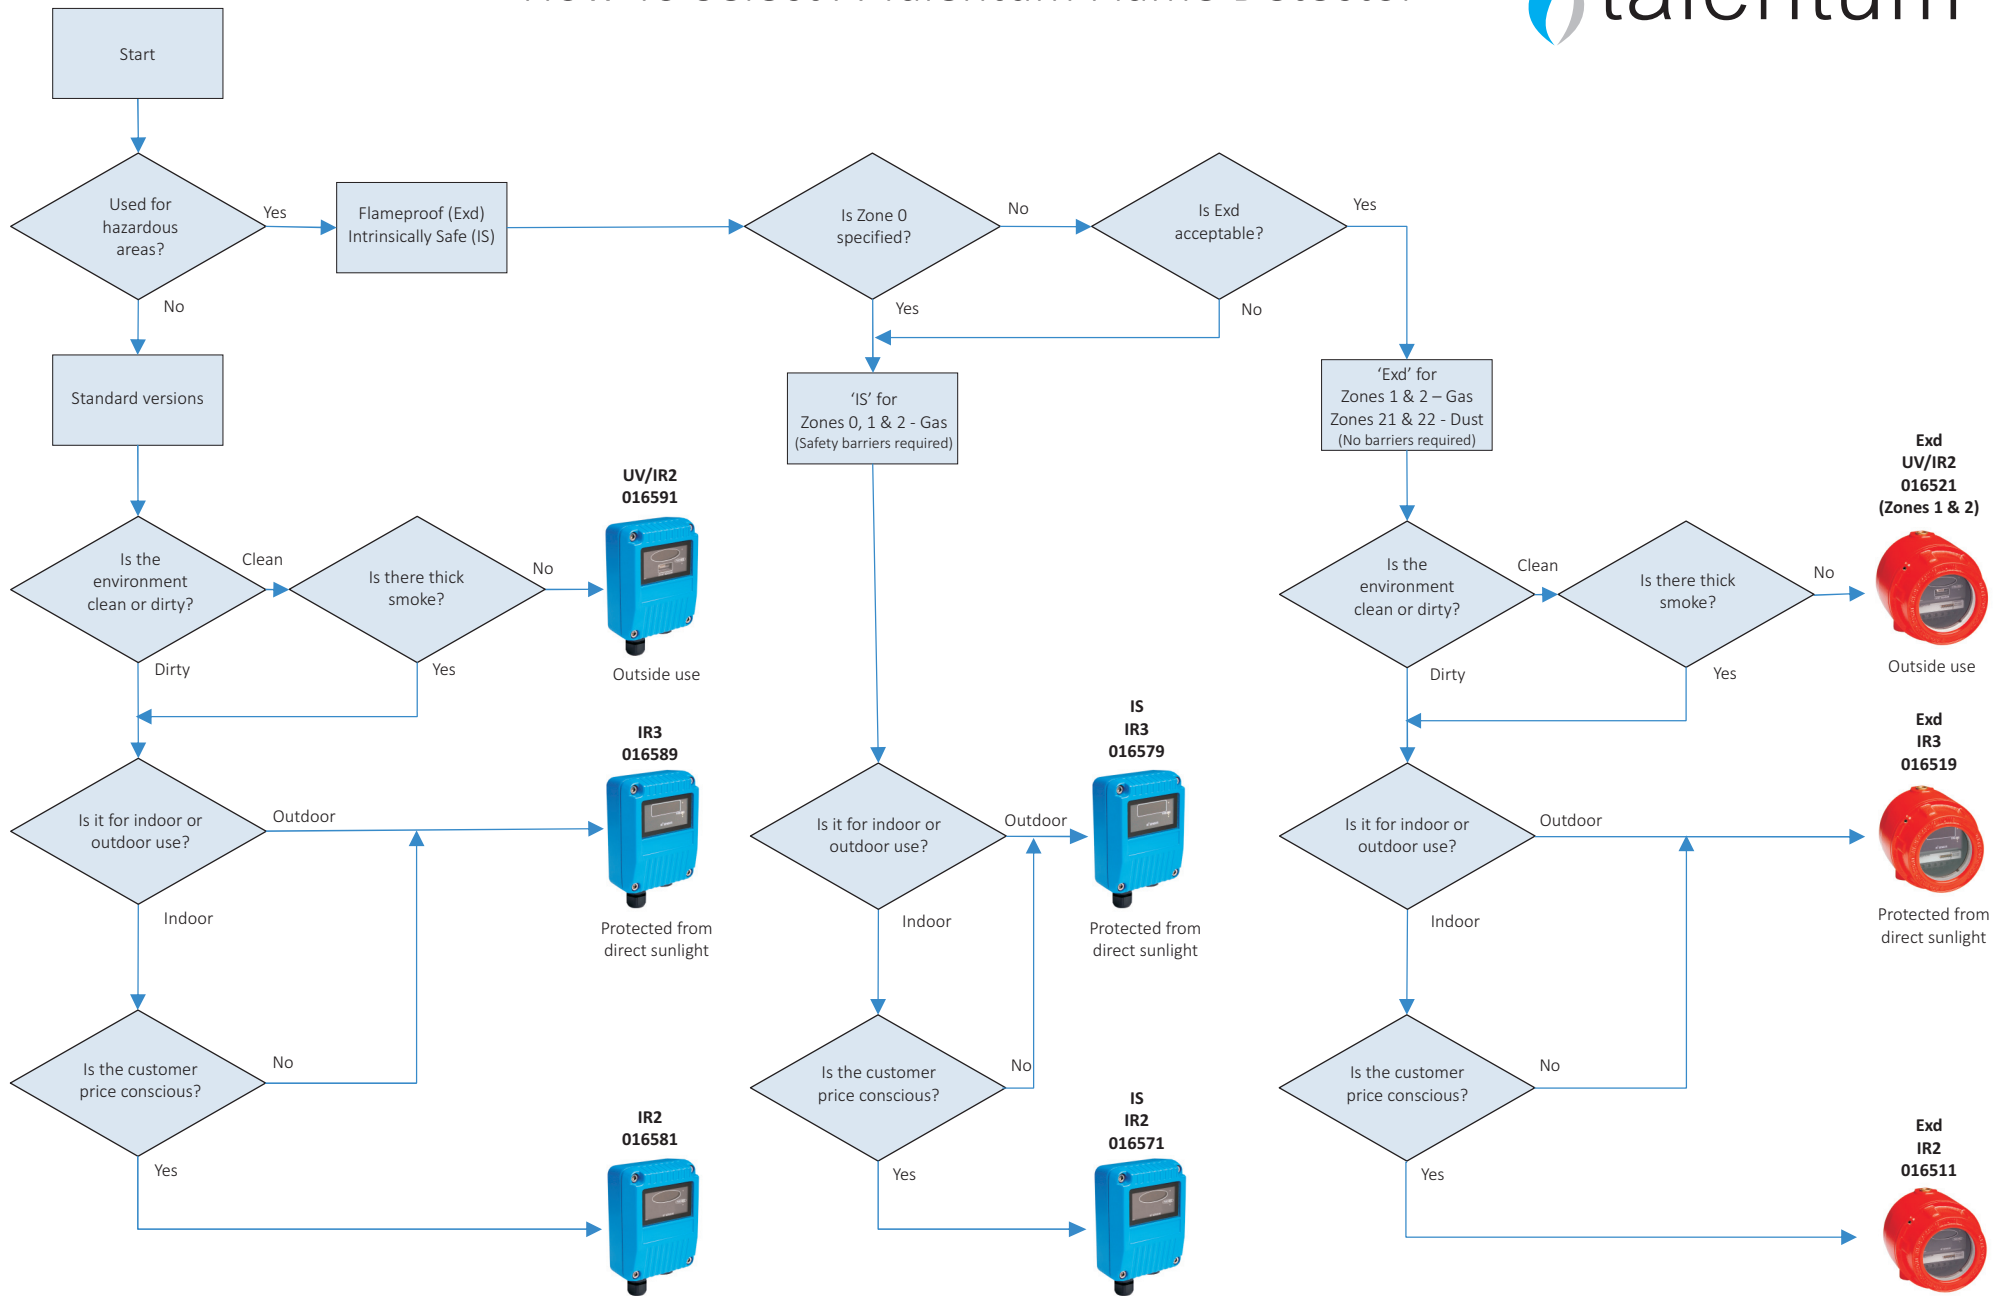 How To Select A Talentum Flame Detector
talentum
Start
Used for
hazardous
areas?
Yes
No
Flameproof (Exd)
Intrinsically Safe (IS)
Is Zone 0
specified?
No
Yes
Is Exd
acceptable?
Yes
No
Standard versions
'IS' for
Zones 0, 1 & 2 - Gas
(Safety barriers required)
'Exd' for
Zones 1 & 2 – Gas
Zones 21 & 22 - Dust
(No barriers required)
Is the
environment
clean or dirty?
Clean
Dirty
Is there thick
smoke?
No
Yes
UV/IR2
016591
Outside use
Is the
environment
clean or dirty?
Clean
Dirty
Is there thick
smoke?
No
Yes
Exd
UV/IR2
016521
(Zones 1 & 2)
Outside use
Is it for indoor or
outdoor use?
Outdoor
Indoor
IR3
016589
Protected from
direct sunlight
Is it for indoor or
outdoor use?
Outdoor
Indoor
IS
IR3
016579
Protected from
direct sunlight
Is it for indoor or
outdoor use?
Outdoor
Indoor
Exd
IR3
016519
Protected from
direct sunlight
Is the customer
price conscious?
No
Yes
IR2
016581
Is the customer
price conscious?
No
Yes
IS
IR2
016571
Is the customer
price conscious?
No
Yes
Exd
IR2
016511